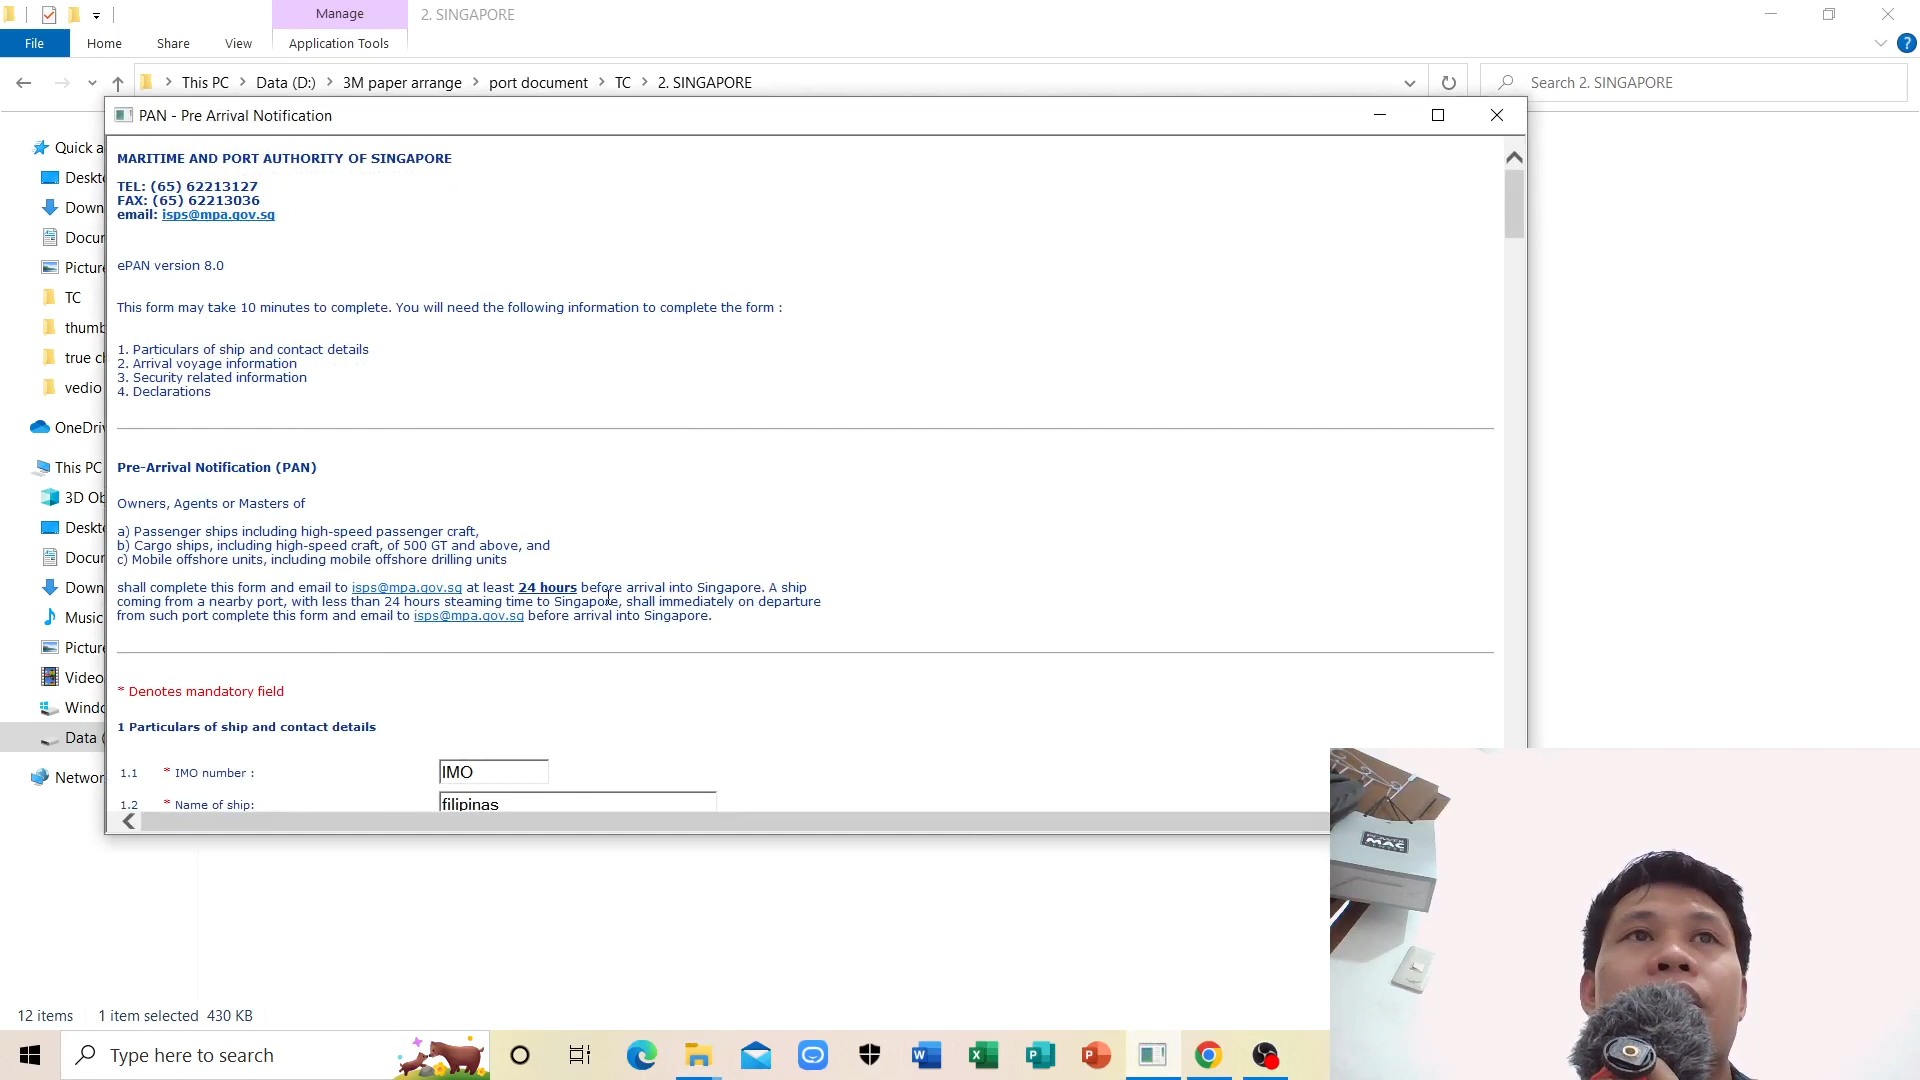 Manage
2. SINGAPORE
File
Home
Share
View
Application Tools
This PC
Data (D:)
3M paper arrange
port document
TC
2. SINGAPORE
Search 2. SINGAPORE
PAN - Pre Arrival Notification
Quick a
Deskt
Down
Docu
Picture
TC
thumb
true cl
vedio
OneDriv
This PC
3D Ob
Deskt
Docu
Down
Music
Picture
Video
Windo
Data (
Netwo
MARITIME AND PORT AUTHORITY OF SINGAPORE
TEL: (65) 62213127
FAX: (65) 62213036
email: isps@mpa.gov.sg
ePAN version 8.0
This form may take 10 minutes to complete. You will need the following information to complete the form :
1. Particulars of ship and contact details
2. Arrival voyage information
3. Security related information
4. Declarations
Pre-Arrival Notification (PAN)
Owners, Agents or Masters of
a) Passenger ships including high-speed passenger craft,
b) Cargo ships, including high-speed craft, of 500 GT and above, and
c) Mobile offshore units, including mobile offshore drilling units
shall complete this form and email to isps@mpa.gov.sg at least 24 hours before arrival into Singapore. A ship
coming from a nearby port, with less than 24 hours steaming time to Singapore, shall immediately on departure
from such port complete this form and email to isps@mpa.gov.sg before arrival into Singapore.
* Denotes mandatory field
1 Particulars of ship and contact details
1.1 * IMO number : IMO
1.2 * Name of ship: filipinas
MAC
12 items
1 item selected 430 KB
Type here to search